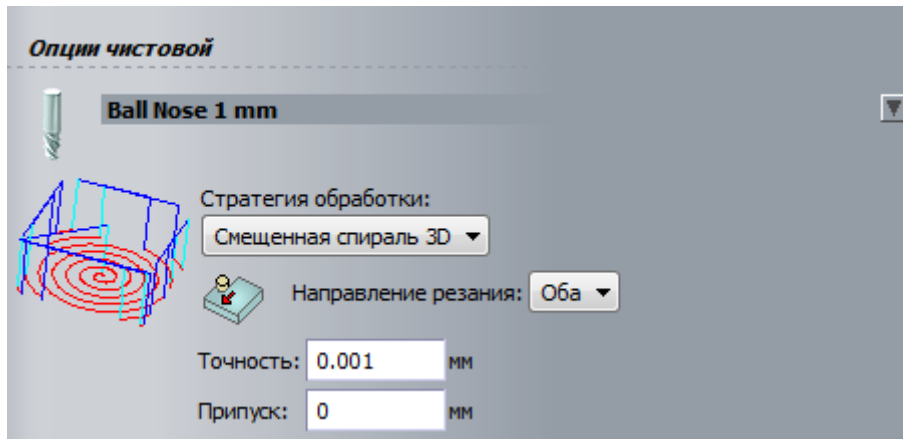 Опции чистовой
Ball Nose 1 mm
Стратегия обработки:
Смещенная спираль 3D
Направление резания: Оба
Точность: 0.001 мм
Припуск: 0 мм